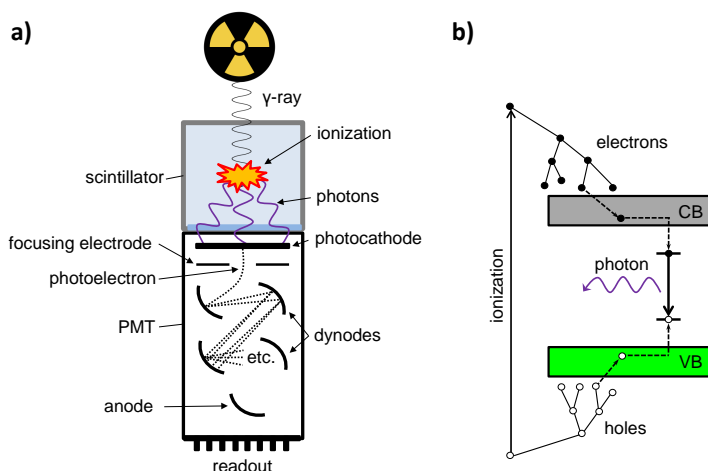 a)
γ-ray
ionization
scintillator
photons
photocathode
focusing electrode
photoelectron
PMT
dynodes
etc.
anode
readout
b)
electrons
CB
photon
ionization
VB
holes